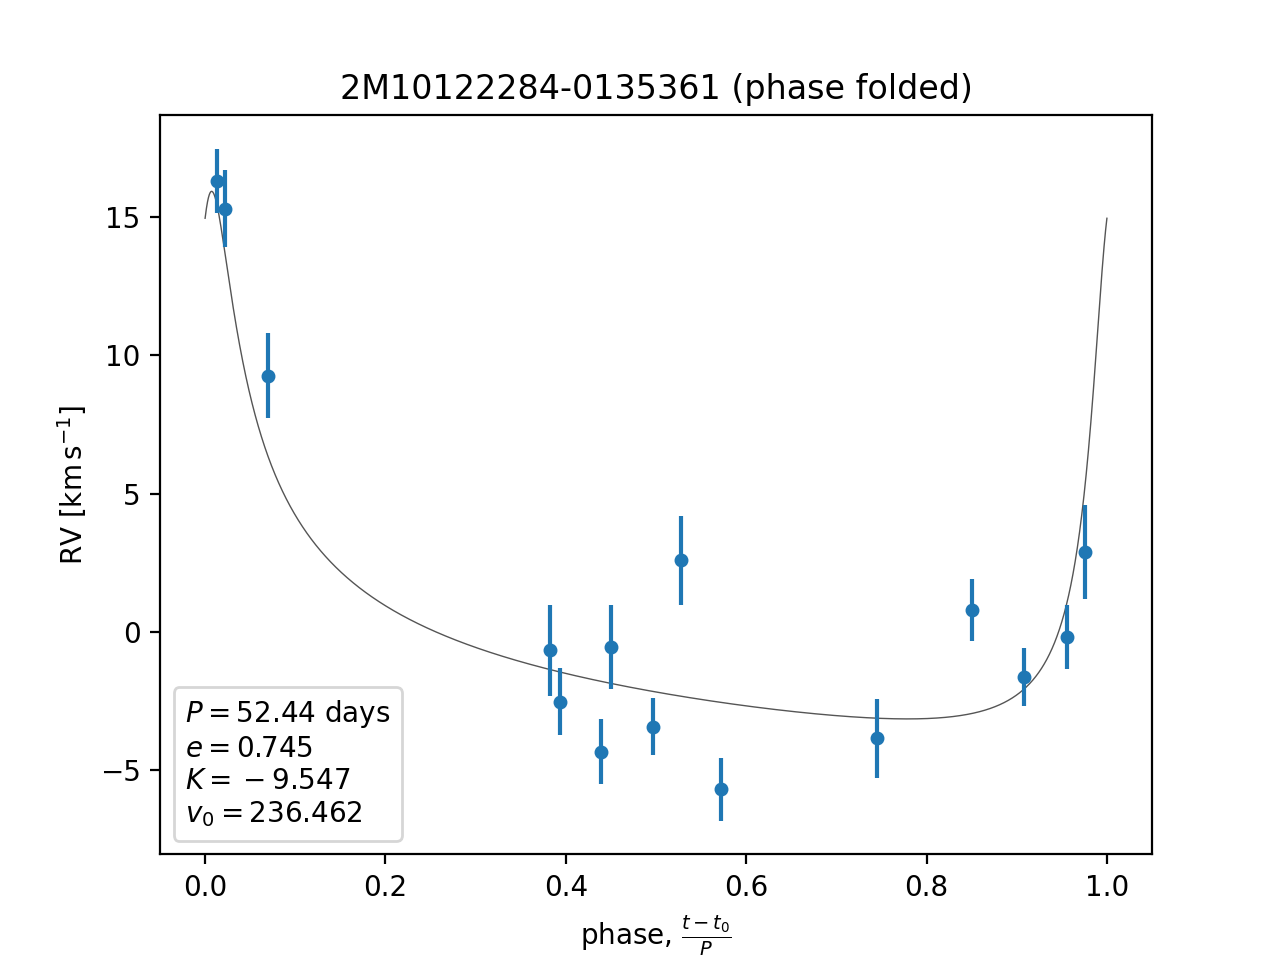 2M10122284-0135361 (phase folded)
RV [km s⁻¹]
15
10
5
0
−5
P = 52.44 days
e = 0.745
K = −9.547
v₀ = 236.462
0.0 0.2 0.4 0.6 0.8 1.0
phase, (t − t₀)/P